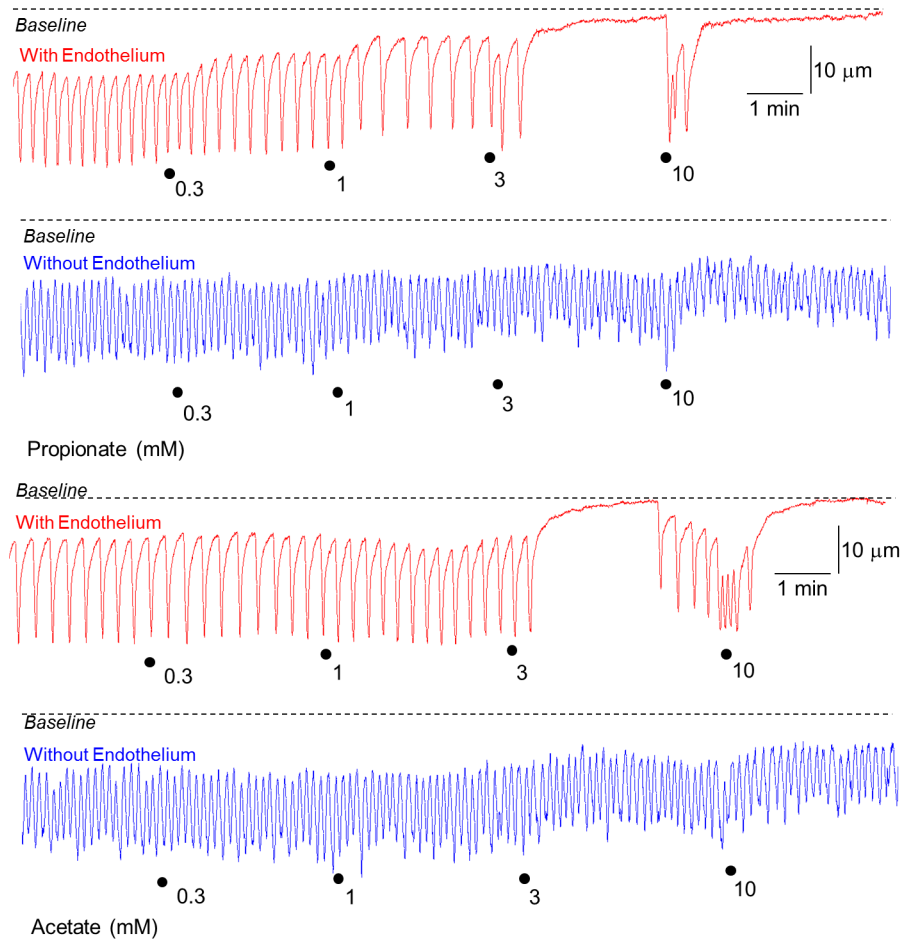 Baseline
With Endothelium
10 μm
1 min
0.3
1
3
10
Baseline
Without Endothelium
0.3
1
3
10
Propionate (mM)
Baseline
With Endothelium
10 μm
1 min
0.3
1
3
10
Baseline
Without Endothelium
0.3
1
3
10
Acetate (mM)